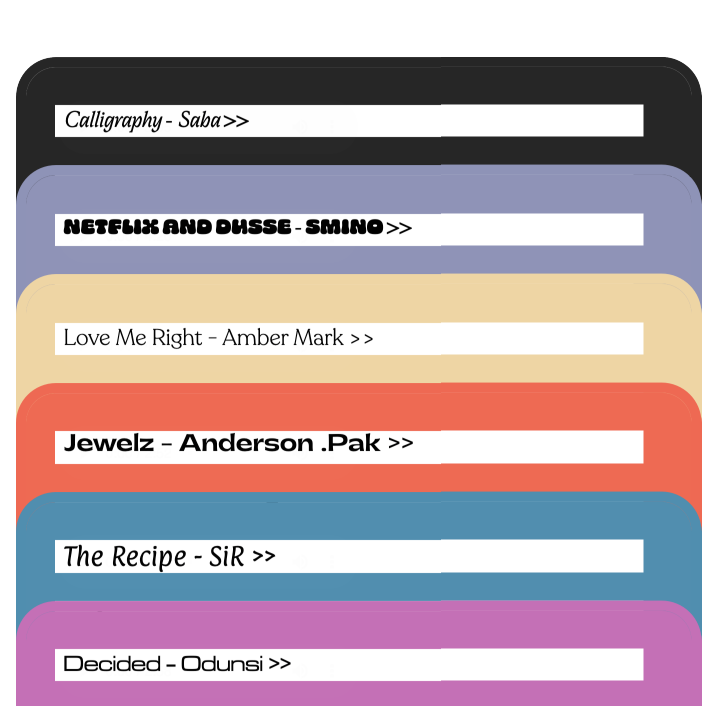 Calligraphy - Saba >>
NETFLIX AND DUSSE - SMINO >>
Love Me Right - Amber Mark >>
Jewelz - Anderson .Pak >>
The Recipe - SiR >>
Decided - Odunsi >>